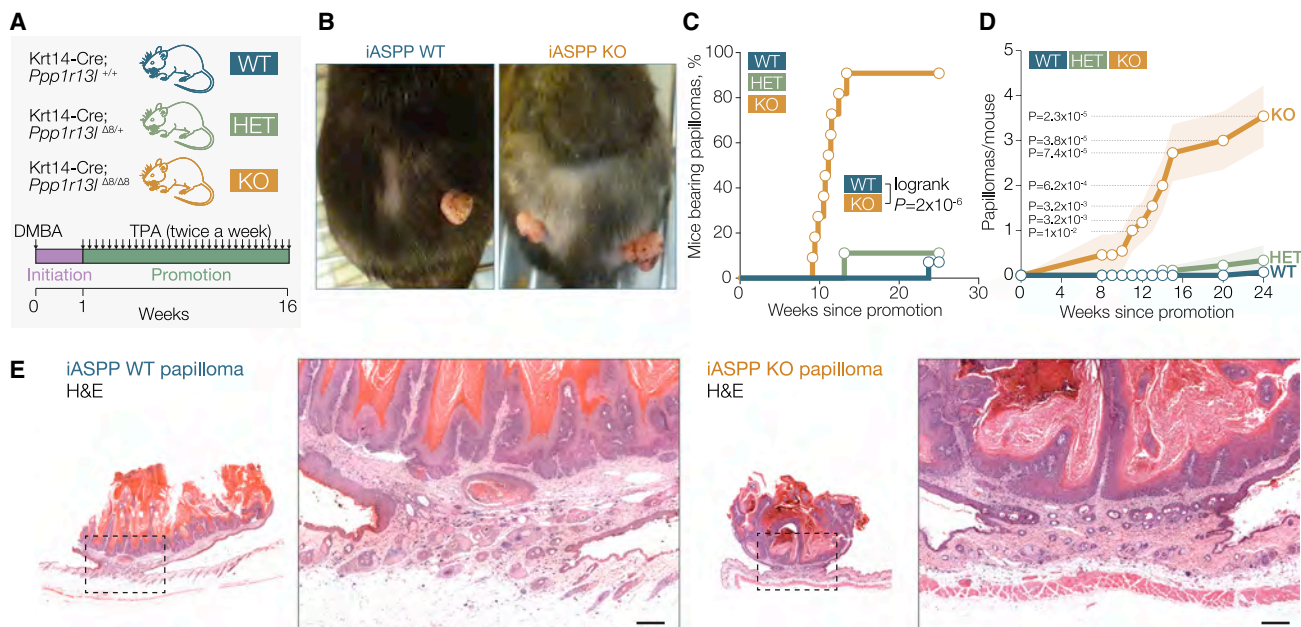 A
Krt14-Cre;
Ppp1r13l +/+
WT
Krt14-Cre;
Ppp1r13l Δ8/+
HET
Krt14-Cre;
Ppp1r13l Δ8/Δ8
KO
DMBA
TPA (twice a week)
Initiation
Promotion
0
1
16
Weeks
B
iASPP WT
iASPP KO
C
Mice bearing papillomas, %
100
80
60
40
20
0
WT
HET
KO
WT
KO
logrank
P=2x10-6
0
10
20
30
Weeks since promotion
D
WT HET KO
Papillomas/mouse
5
4
3
2
1
0
P=2.3x10-5
P=3.8x10-5
P=7.4x10-5
P=6.2x10-4
P=3.2x10-3
P=3.2x10-3
P=1x10-2
KO
HET
WT
0
4
8
12
16
20
24
Weeks since promotion
E
iASPP WT papilloma
H&E
iASPP KO papilloma
H&E